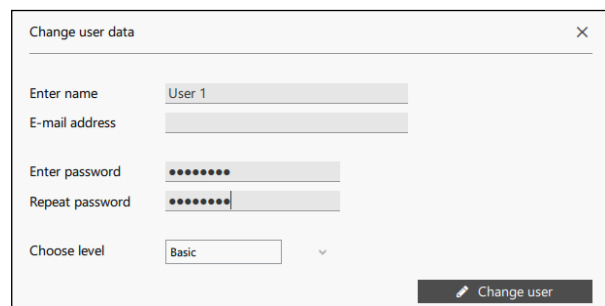 Change user data
Enter name User 1
E-mail address
Enter password ●●●●●●●●
Repeat password ●●●●●●●●
Choose level Basic
Change user